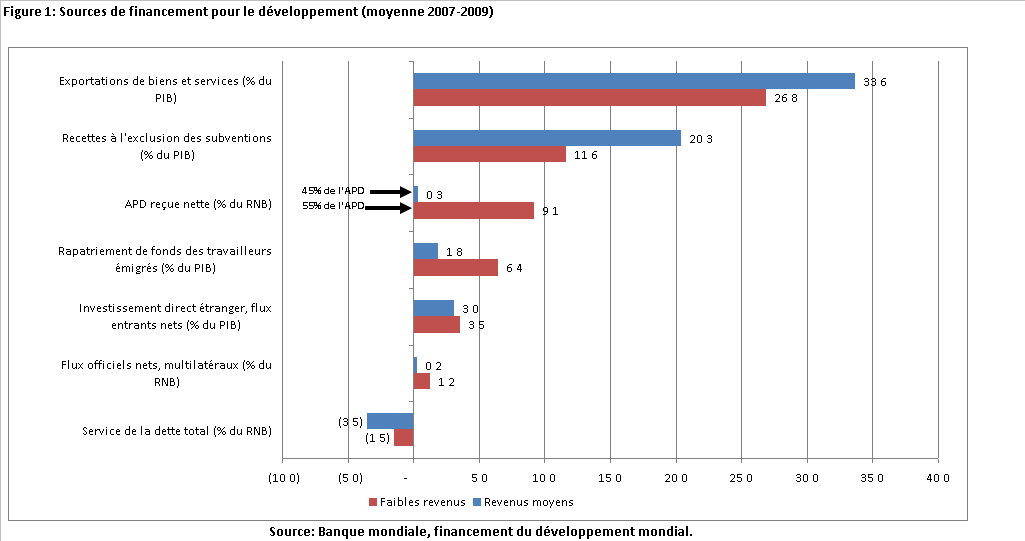 Figure 1: Sources de financement pour le développement (moyenne 2007-2009)
Exportations de biens et services (% du
PIB)
33 6
26 8
Recettes à l'exclusion des subventions
(% du PIB)
20 3
11 6
45% de l'APD
55% de l'APD
APD reçue nette (% du RNB)
0 3
9 1
Rapatriement de fonds des travailleurs
émigrés (% du PIB)
1 8
6 4
Investissement direct étranger, flux
entrants nets (% du PIB)
3 0
3 5
Flux officiels nets, multilatéraux (% du
RNB)
0 2
1 2
Service de la dette total (% du RNB)
(3 5)
(1 5)
(10 0) (5 0) - 5 0 10 0 15 0 20 0 25 0 30 0 35 0 40 0
Faibles revenus Revenus moyens
Source: Banque mondiale, financement du développement mondial.